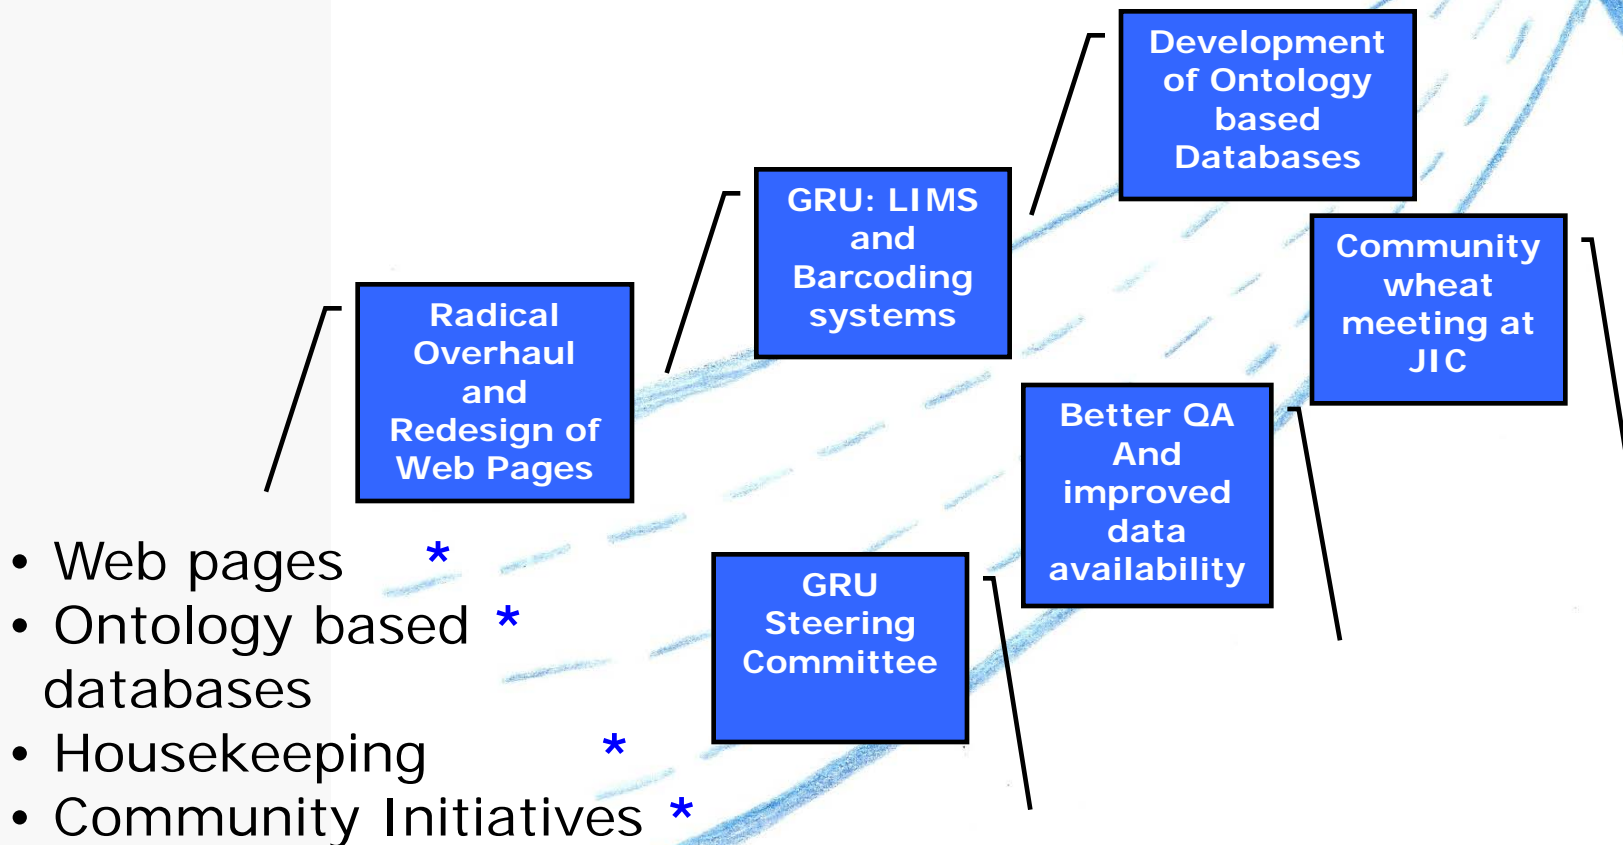 Development
of Ontology
based
Databases
GRU: LIMS
and
Barcoding
systems
Community
wheat
meeting at
JIC
Radical
Overhaul
and
Redesign of
Web Pages
Better QA
And
improved
data
availability
GRU
Steering
Committee
• Web pages *
• Ontology based *
databases
• Housekeeping *
• Community Initiatives *